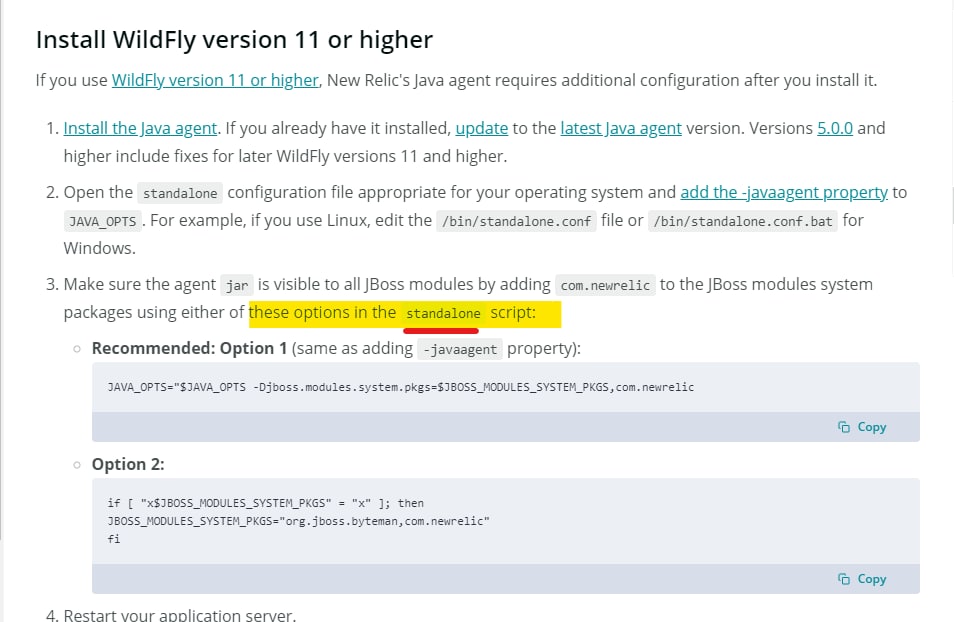 Install WildFly version 11 or higher
If you use WildFly version 11 or higher, New Relic's Java agent requires additional configuration after you install it.
1. Install the Java agent. If you already have it installed, update to the latest Java agent version. Versions 5.0.0 and
higher include fixes for later WildFly versions 11 and higher.
2. Open the standalone configuration file appropriate for your operating system and add the -javaagent property to
JAVA_OPTS. For example, if you use Linux, edit the /bin/standalone.conf file or /bin/standalone.conf.bat for
Windows.
3. Make sure the agent jar is visible to all JBoss modules by adding com.newrelic to the JBoss modules system
packages using either of these options in the standalone script:
Recommended: Option 1 (same as adding -javaagent property):
JAVA_OPTS="$JAVA_OPTS -Djboss.modules.system.pkgs=$JBOSS_MODULES_SYSTEM_PKGS,com.newrelic
Copy
Option 2:
if [ "x$JBOSS_MODULES_SYSTEM_PKGS" = "x" ]; then
JBOSS_MODULES_SYSTEM_PKGS="org.jboss.byteman,com.newrelic"
fi
Copy
4. Restart your application server.